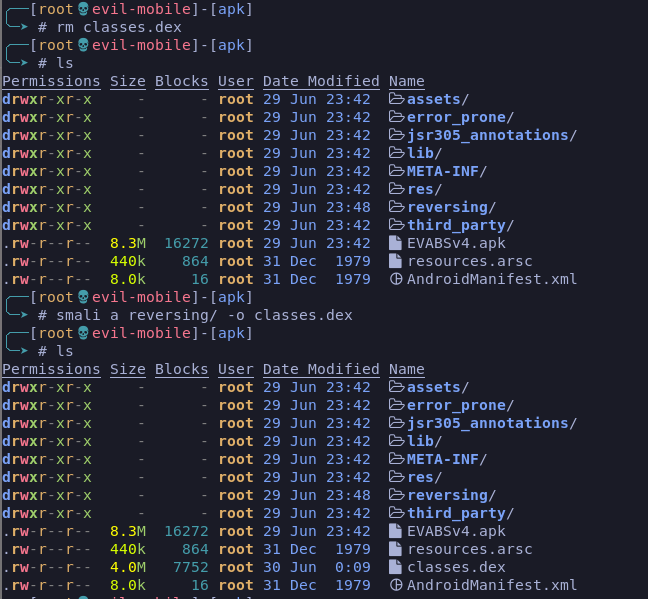 [root💀evil-mobile]-[apk]
# rm classes.dex
[root💀evil-mobile]-[apk]
# ls
Permissions Size Blocks User Date Modified Name
drwxr-xr-x - - root 29 Jun 23:42 assets/
drwxr-xr-x - - root 29 Jun 23:42 error_prone/
drwxr-xr-x - - root 29 Jun 23:42 jsr305_annotations/
drwxr-xr-x - - root 29 Jun 23:42 lib/
drwxr-xr-x - - root 29 Jun 23:42 META-INF/
drwxr-xr-x - - root 29 Jun 23:42 res/
drwxr-xr-x - - root 29 Jun 23:48 reversing/
drwxr-xr-x - - root 29 Jun 23:42 third_party/
.rw-r--r-- 8.3M 16272 root 29 Jun 23:42 EVABSv4.apk
.rw-r--r-- 440k 864 root 31 Dec 1979 resources.arsc
.rw-r--r-- 8.0k 16 root 31 Dec 1979 AndroidManifest.xml
[root💀evil-mobile]-[apk]
# smali a reversing/ -o classes.dex
[root💀evil-mobile]-[apk]
# ls
Permissions Size Blocks User Date Modified Name
drwxr-xr-x - - root 29 Jun 23:42 assets/
drwxr-xr-x - - root 29 Jun 23:42 error_prone/
drwxr-xr-x - - root 29 Jun 23:42 jsr305_annotations/
drwxr-xr-x - - root 29 Jun 23:42 lib/
drwxr-xr-x - - root 29 Jun 23:42 META-INF/
drwxr-xr-x - - root 29 Jun 23:42 res/
drwxr-xr-x - - root 29 Jun 23:48 reversing/
drwxr-xr-x - - root 29 Jun 23:42 third_party/
.rw-r--r-- 8.3M 16272 root 29 Jun 23:42 EVABSv4.apk
.rw-r--r-- 440k 864 root 31 Dec 1979 resources.arsc
.rw-r--r-- 4.0M 7752 root 30 Jun 0:09 classes.dex
.rw-r--r-- 8.0k 16 root 31 Dec 1979 AndroidManifest.xml
[root💀evil-mobile]-[apk]